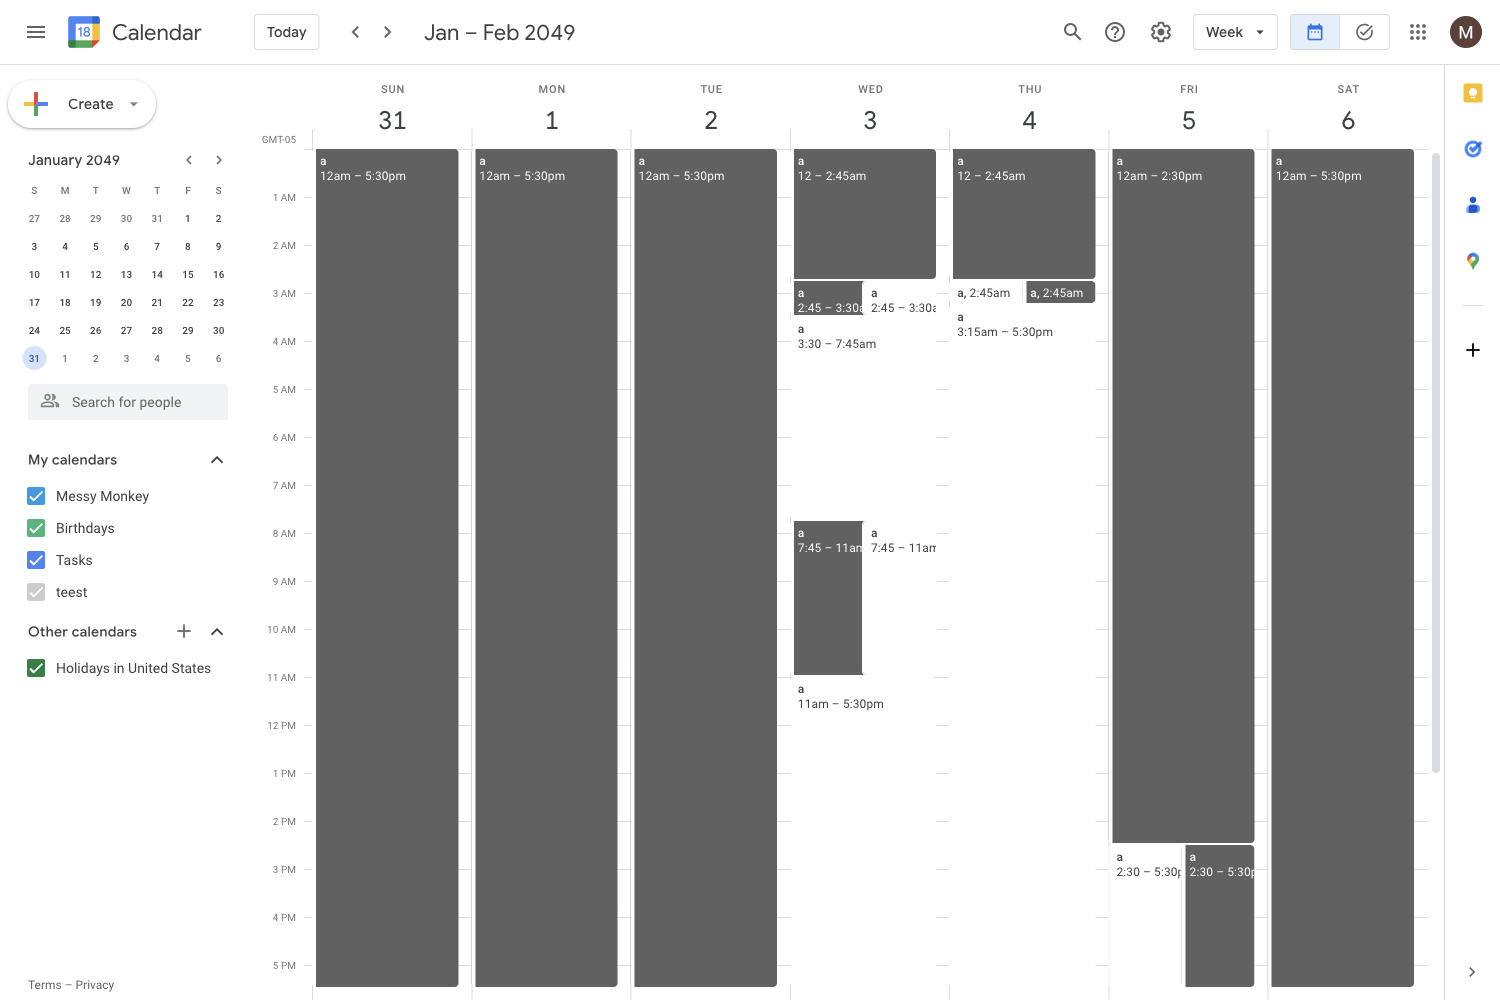 18 Calendar
Today
Jan – Feb 2049
Week
M
Create
January 2049
S M T W T F S
27 28 29 30 31 1 2
3 4 5 6 7 8 9
10 11 12 13 14 15 16
17 18 19 20 21 22 23
24 25 26 27 28 29 30
31 1 2 3 4 5 6
Search for people
My calendars
Messy Monkey
Birthdays
Tasks
teest
Other calendars
Holidays in United States
Terms – Privacy
SUN MON TUE WED THU FRI SAT
31 1 2 3 4 5 6
GMT-05
1 AM
2 AM
3 AM
4 AM
5 AM
6 AM
7 AM
8 AM
9 AM
10 AM
11 AM
12 PM
1 PM
2 PM
3 PM
4 PM
5 PM
a
12am – 5:30pm
a
12am – 5:30pm
a
12am – 5:30pm
a
12 – 2:45am
a
2:45 – 3:30a
a
2:45 – 3:30a
a
3:30 – 7:45am
a
7:45 – 11am
a
7:45 – 11am
a
11am – 5:30pm
a
12 – 2:45am
a, 2:45am
a, 2:45am
a
3:15am – 5:30pm
a
12am – 2:30pm
a
2:30 – 5:30p
a
2:30 – 5:30p
a
12am – 5:30pm